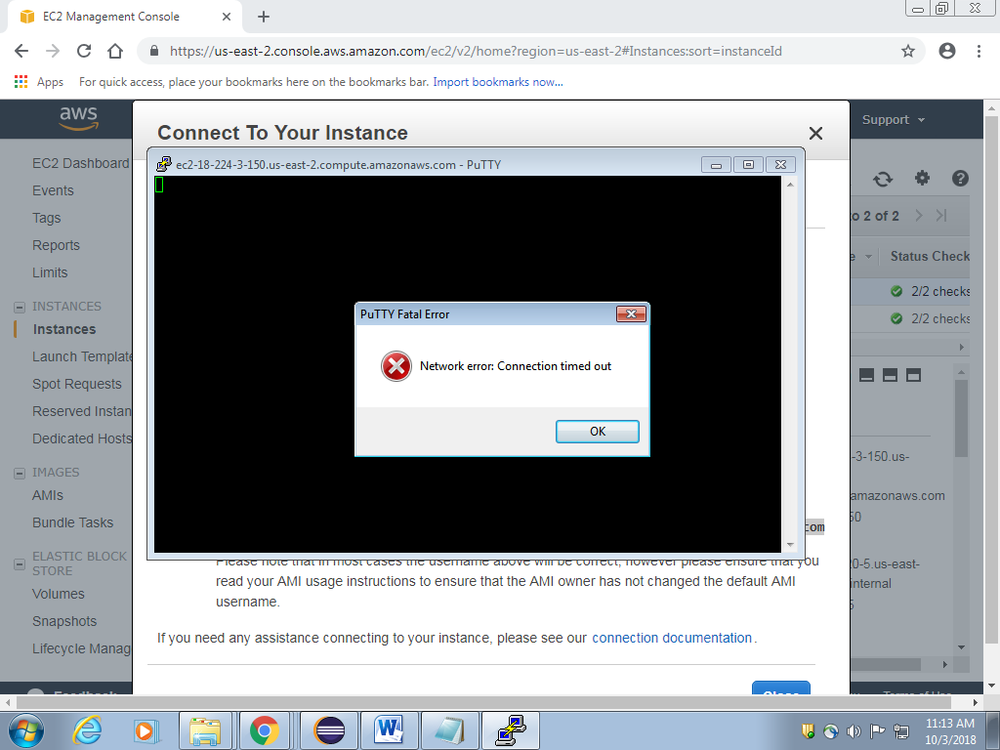 EC2 Management Console
https://us-east-2.console.aws.amazon.com/ec2/v2/home?region=us-east-2#Instances:sort=instanceId
Apps For quick access, place your bookmarks here on the bookmarks bar. Import bookmarks now...
aws
Support
Connect To Your Instance
ec2-18-224-3-150.us-east-2.compute.amazonaws.com - PuTTY
PuTTY Fatal Error
Network error: Connection timed out
OK
EC2 Dashboard
Events
Tags
Reports
Limits
INSTANCES
Instances
Launch Template
Spot Requests
Reserved Instan
Dedicated Hosts
IMAGES
AMIs
Bundle Tasks
ELASTIC BLOCK
STORE
Volumes
Snapshots
Lifecycle Manag
to 2 of 2
e Status Check
2/2 checks
2/2 checks
-3-150.us-
amazonaws.com
50
20-5.us-east-
internal
5
com
Please note that in most cases the username above will be correct, however please ensure that you
read your AMI usage instructions to ensure that the AMI owner has not changed the default AMI
username.
If you need any assistance connecting to your instance, please see our connection documentation.
Close
Feedback
Terms of Use
11:13 AM
10/3/2018